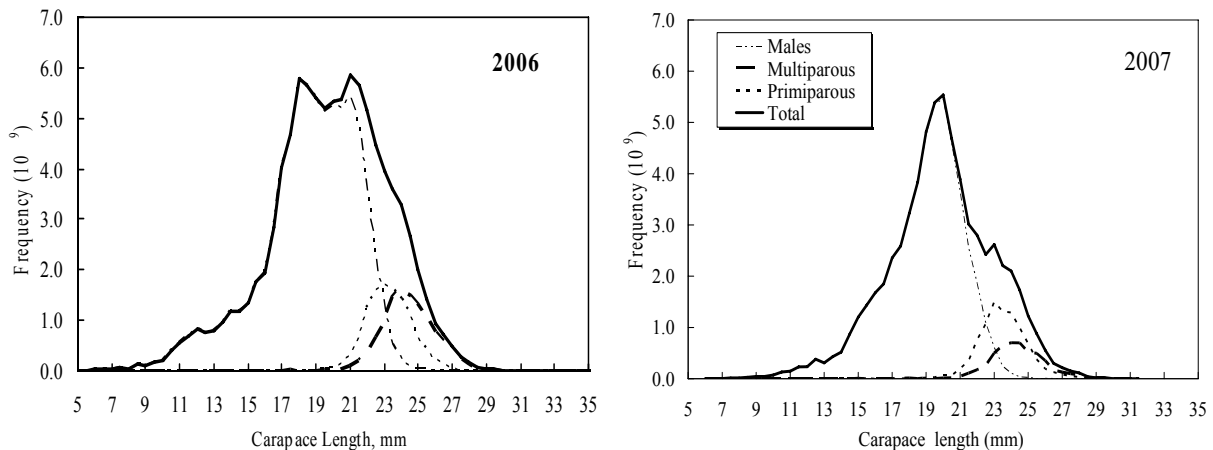 7.0
6.0
5.0
4.0
3.0
2.0
1.0
0.0
Frequency (10 9)
2006
5 7 9 11 13 15 17 19 21 23 25 27 29 31 33 35
Carapace Length, mm
7.0
6.0
5.0
4.0
3.0
2.0
1.0
0.0
Frequency (10 9)
Males
Multiparous
Primiparous
Total
2007
5 7 9 11 13 15 17 19 21 23 25 27 29 31 33 35
Carapace length (mm)